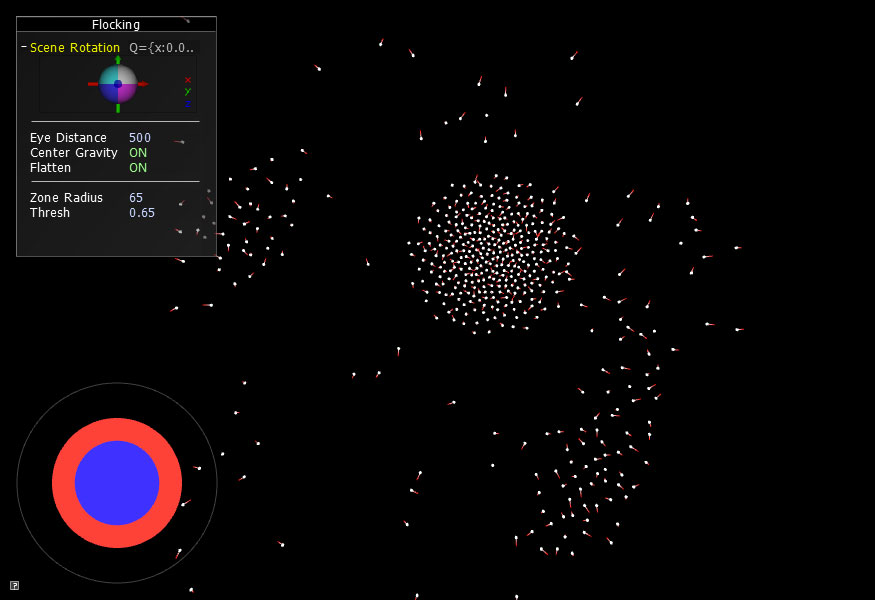 Flocking
Scene Rotation Q={x:0.0..
x
y
z
Eye Distance 500
Center Gravity ON
Flatten ON
Zone Radius 65
Thresh 0.65
?